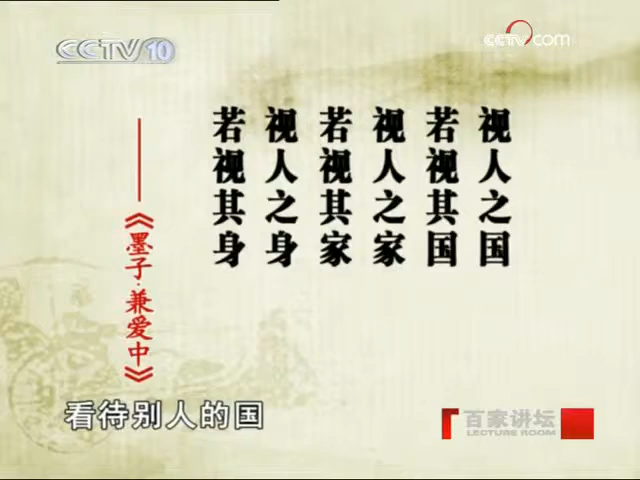 CCTV 10
CCTV.com
视人之国
若视其国
视人之家
若视其家
视人之身
若视其身
——《墨子·兼爱中》
看待别人的国
百家讲坛
LECTURE ROOM